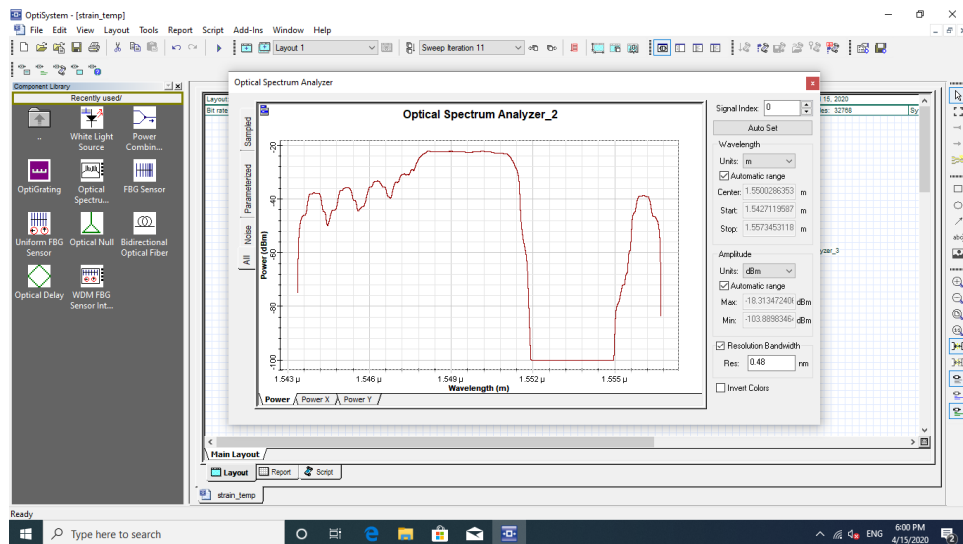 OptiSystem - [strain_temp]
File Edit View Layout Tools Report Script Add-Ins Window Help
Layout 1
Sweep Iteration 11
Component Library
Recently used/
..
White Light Source
Power Combin...
OptiGrating
Optical Spectru...
FBG Sensor
Uniform FBG Sensor
Optical Null
Bidirectional Optical Fiber
Optical Delay
WDM FBG Sensor Int...
Layout
Bit rate
15, 2020
les: 32768
Sy
yzer_3
Optical Spectrum Analyzer
x
Optical Spectrum Analyzer_2
Sampled
Parameterized
Noise
All
Power (dBm)
-20
-40
-60
-80
-100
1.543 µ 1.546 µ 1.549 µ 1.552 µ 1.555 µ
Wavelength (m)
Power Power X Power Y
Signal Index: 0
Auto Set
Wavelength
Units: m
Automatic range
Center: 1.5500286353 m
Start: 1.5427119587 m
Stop: 1.5573453118 m
Amplitude
Units: dBm
Automatic range
Max: -18.31347240 dBm
Min: -103.8898346 dBm
Resolution Bandwidth
Res: 0.48 nm
Invert Colors
Main Layout
Layout Report Script
strain_temp
Ready
Type here to search
ENG
6:00 PM
4/15/2020
2